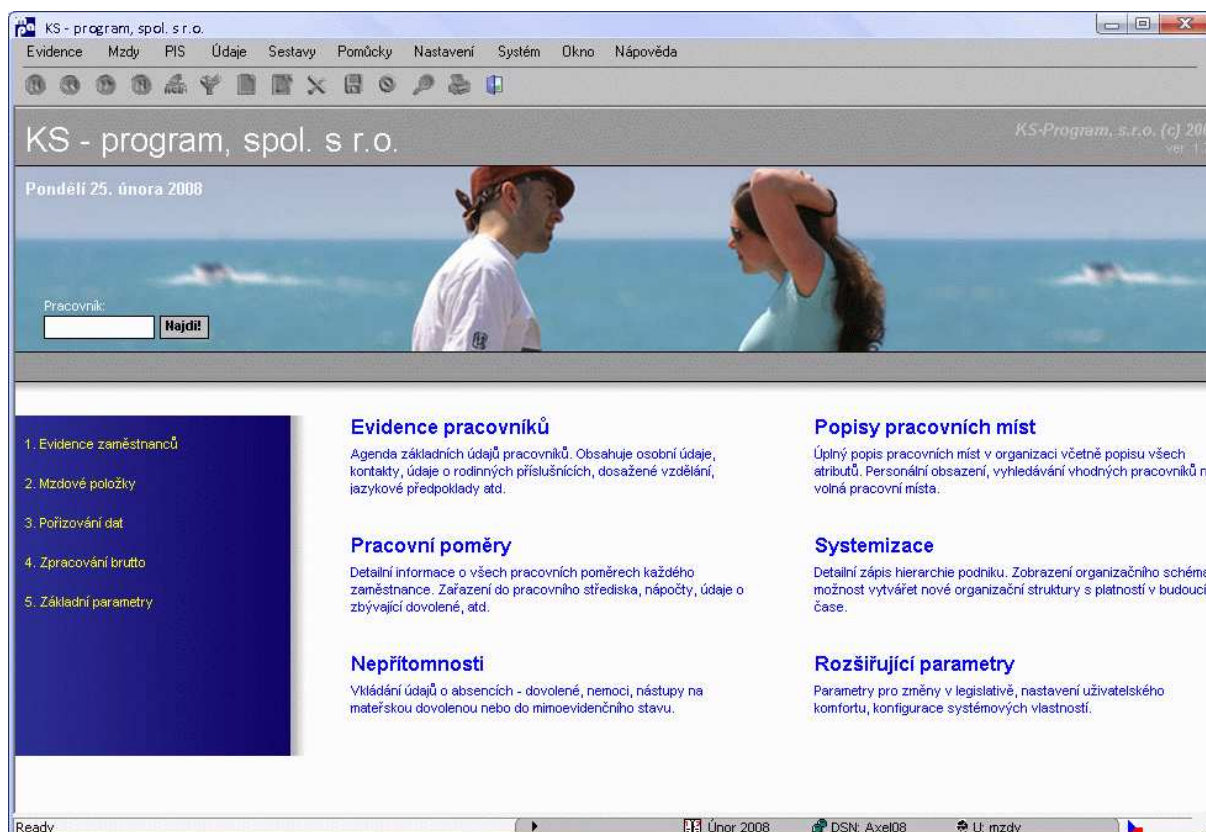 KS - program, spol. s r.o.
Evidence Mzdy PIS Údaje Sestavy Pomůcky Nastavení Systém Okno Nápověda
KS - program, spol. s r.o.
KS-Program, s.r.o. (c) 200
ver. 1.
Pondělí 25. února 2008
Pracovník:
Najdi!
1. Evidence zaměstnanců
2. Mzdové položky
3. Pořizování dat
4. Zpracování brutto
5. Základní parametry
Evidence pracovníků
Agenda základních údajů pracovníků. Obsahuje osobní údaje,
kontakty, údaje o rodinných příslušnících, dosažené vzdělání,
jazykové předpoklady atd.
Pracovní poměry
Detailní informace o všech pracovních poměrech každého
zaměstnance. Zařazení do pracovního střediska, nápočty, údaje o
zbývající dovolené, atd.
Nepřítomnosti
Vkládání údajů o absencích - dovolené, nemoci, nástupy na
mateřskou dovolenou nebo do mimoevidenčního stavu.
Popisy pracovních míst
Úplný popis pracovních míst v organizaci včetně popisu všech
atributů. Personální obsazení, vyhledávání vhodných pracovníků n
volná pracovní místa.
Systemizace
Detailní zápis hierarchie podniku. Zobrazení organizačního schéma
možnost vytvářet nové organizační struktury s platností v budoucí
čase.
Rozšiřující parametry
Parametry pro změny v legislativě, nastavení uživatelského
komfortu, konfigurace systémových vlastností.
Ready Únor 2008 DSN: Axel08 U: mzdy